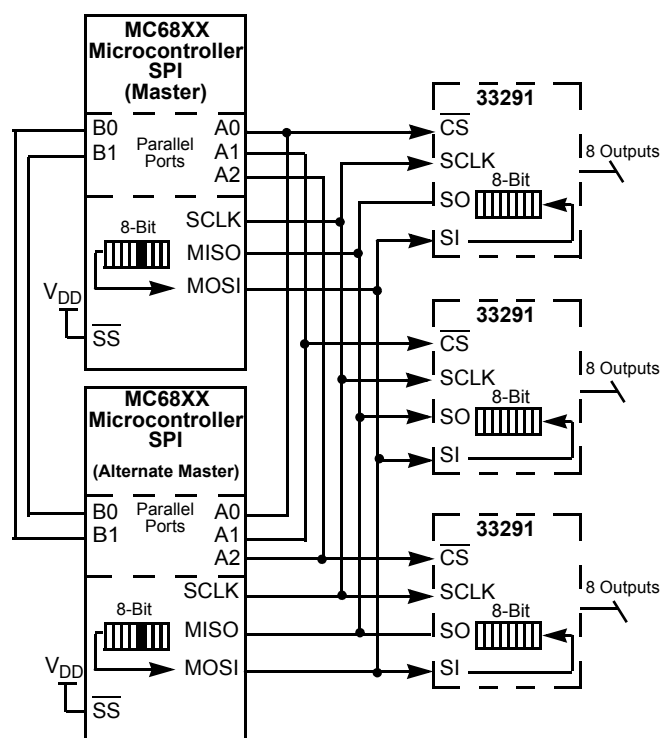 MC68XX
Microcontroller
SPI
(Master)
B0
B1
Parallel
Ports
A0
A1
A2
8-Bit
SCLK
MISO
MOSI
VDD
SS
MC68XX
Microcontroller
SPI
(Alternate Master)
B0
B1
Parallel
Ports
A0
A1
A2
8-Bit
SCLK
MISO
MOSI
VDD
SS
33291
CS
SCLK
SO
8-Bit
SI
8 Outputs
33291
CS
SCLK
SO
8-Bit
SI
8 Outputs
33291
CS
SCLK
SO
8-Bit
SI
8 Outputs